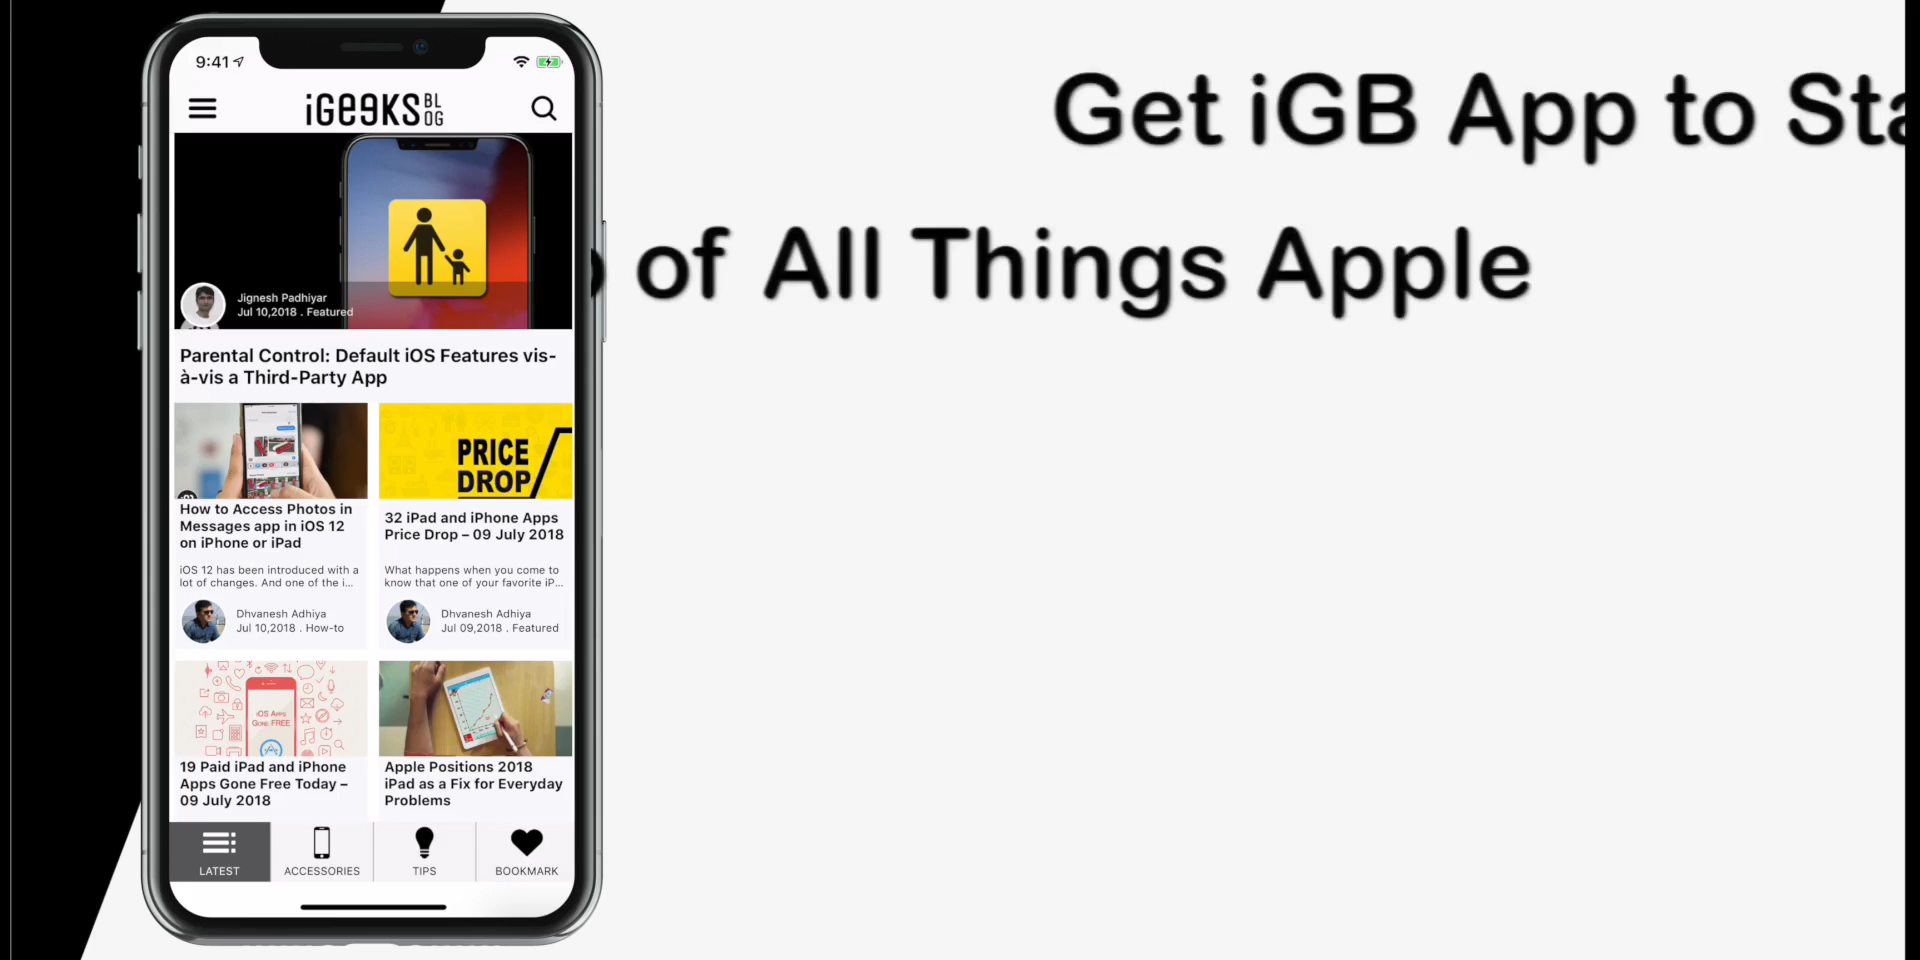 9:41
iGeeKS BLOG
Jignesh Padhiyar
Jul 10,2018 . Featured
Parental Control: Default iOS Features vis-
à-vis a Third-Party App
PRICE
DROP
How to Access Photos in
Messages app in iOS 12
on iPhone or iPad
iOS 12 has been introduced with a
lot of changes. And one of the i...
Dhvanesh Adhiya
Jul 10,2018 . How-to
32 iPad and iPhone Apps
Price Drop – 09 July 2018
What happens when you come to
know that one of your favorite iP...
Dhvanesh Adhiya
Jul 09,2018 . Featured
iOS Apps
Gone FREE
19 Paid iPad and iPhone
Apps Gone Free Today –
09 July 2018
Apple Positions 2018
iPad as a Fix for Everyday
Problems
LATEST
ACCESSORIES
TIPS
BOOKMARK
Get iGB App to
of All Things Apple